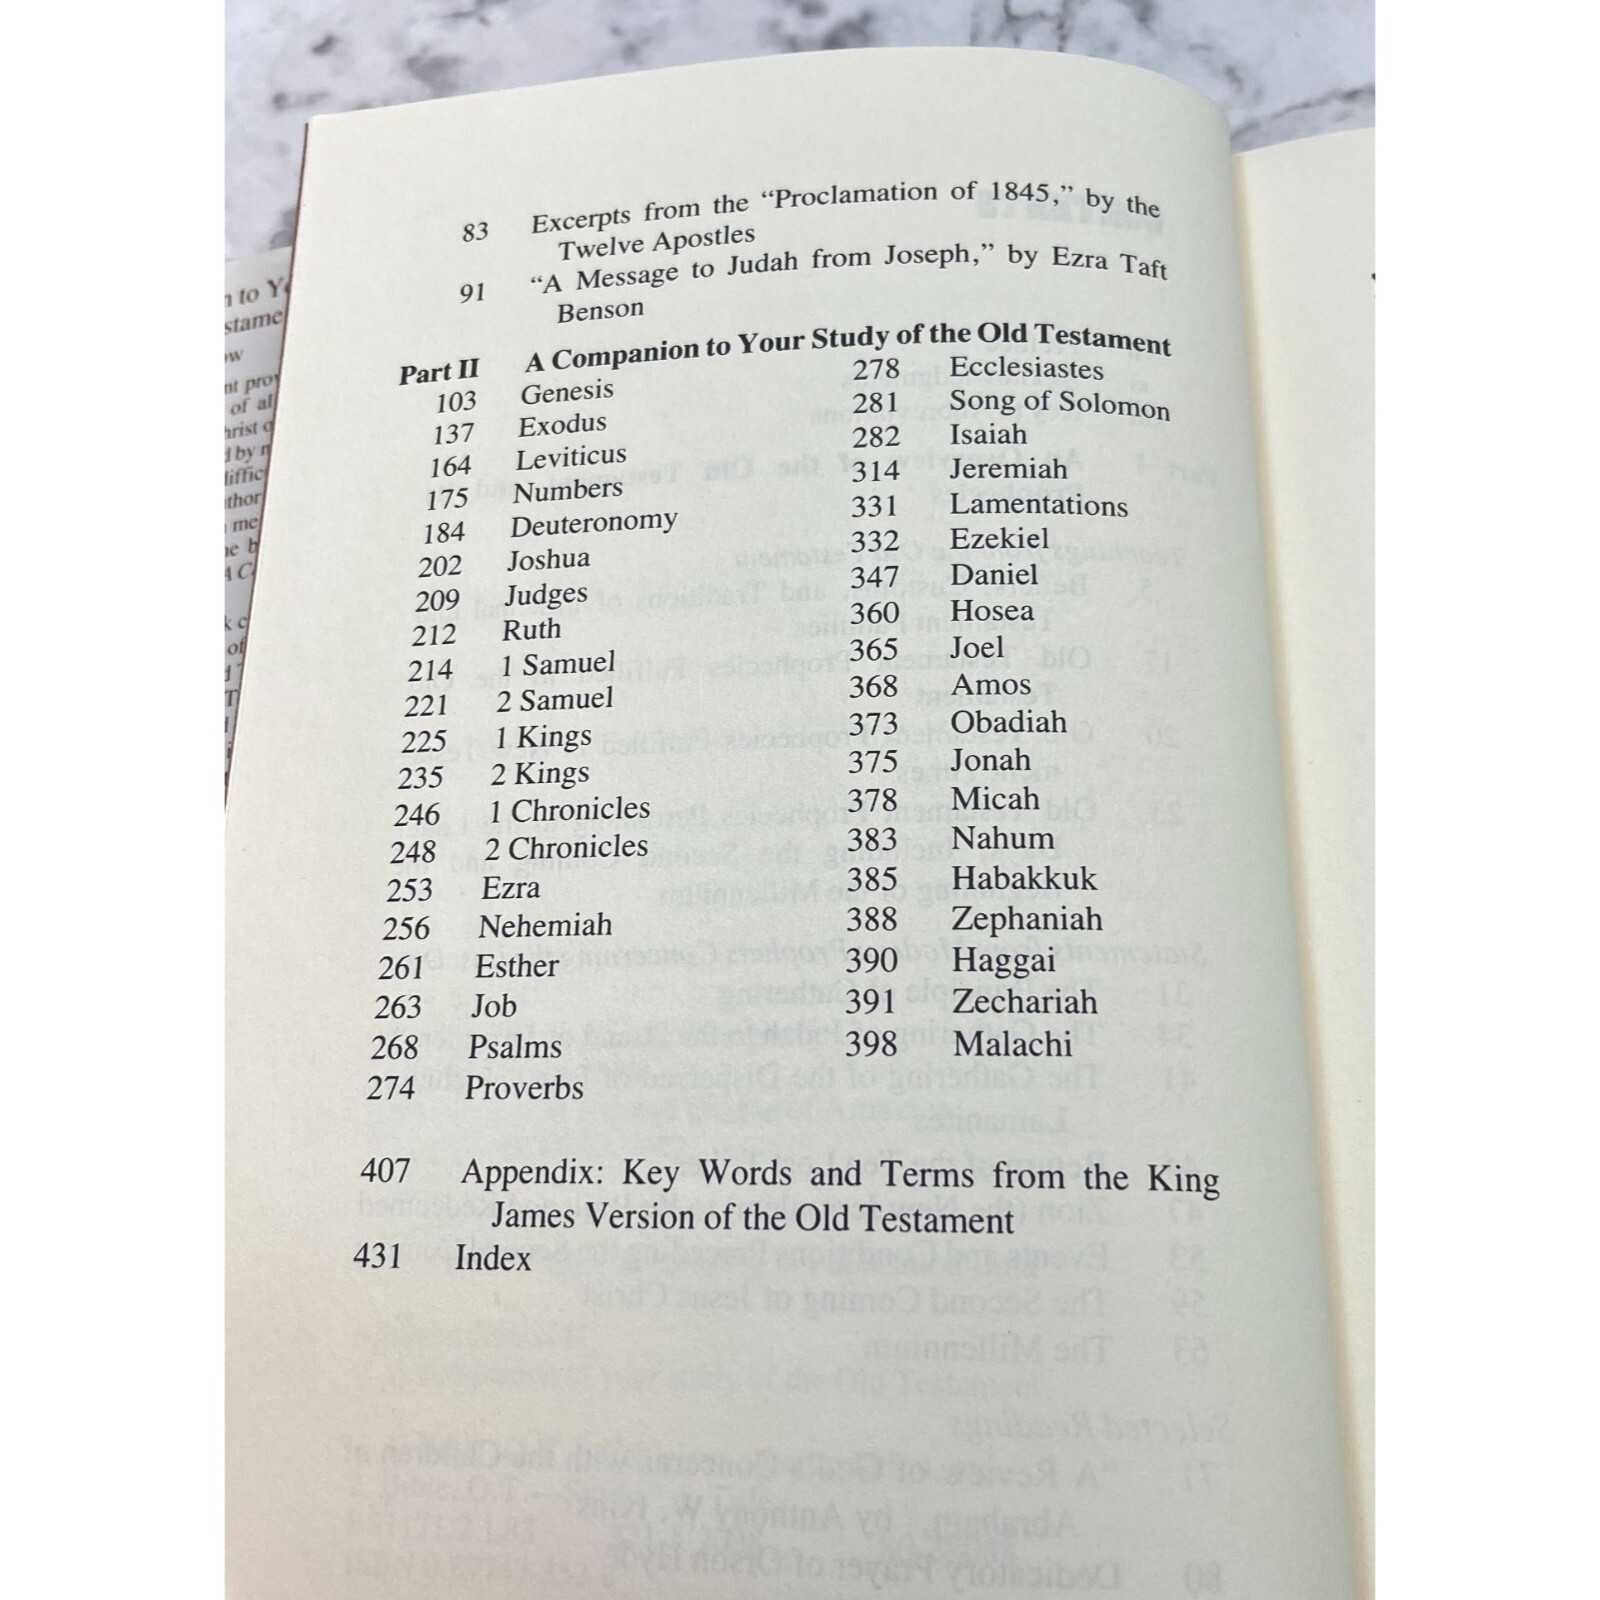 83 Excerpts from the “Proclamation of 1845,” by the
Twelve Apostles
91 “A Message to Judah from Joseph,” by Ezra Taft
Benson
Part II A Companion to Your Study of the Old Testament
103 Genesis
137 Exodus
164 Leviticus
175 Numbers
184 Deuteronomy
202 Joshua
209 Judges
212 Ruth
214 1 Samuel
221 2 Samuel
225 1 Kings
235 2 Kings
246 1 Chronicles
248 2 Chronicles
253 Ezra
256 Nehemiah
261 Esther
263 Job
268 Psalms
274 Proverbs
278 Ecclesiastes
281 Song of Solomon
282 Isaiah
314 Jeremiah
331 Lamentations
332 Ezekiel
347 Daniel
360 Hosea
365 Joel
368 Amos
373 Obadiah
375 Jonah
378 Micah
383 Nahum
385 Habakkuk
388 Zephaniah
390 Haggai
391 Zechariah
398 Malachi
407 Appendix: Key Words and Terms from the King
James Version of the Old Testament
431 Index